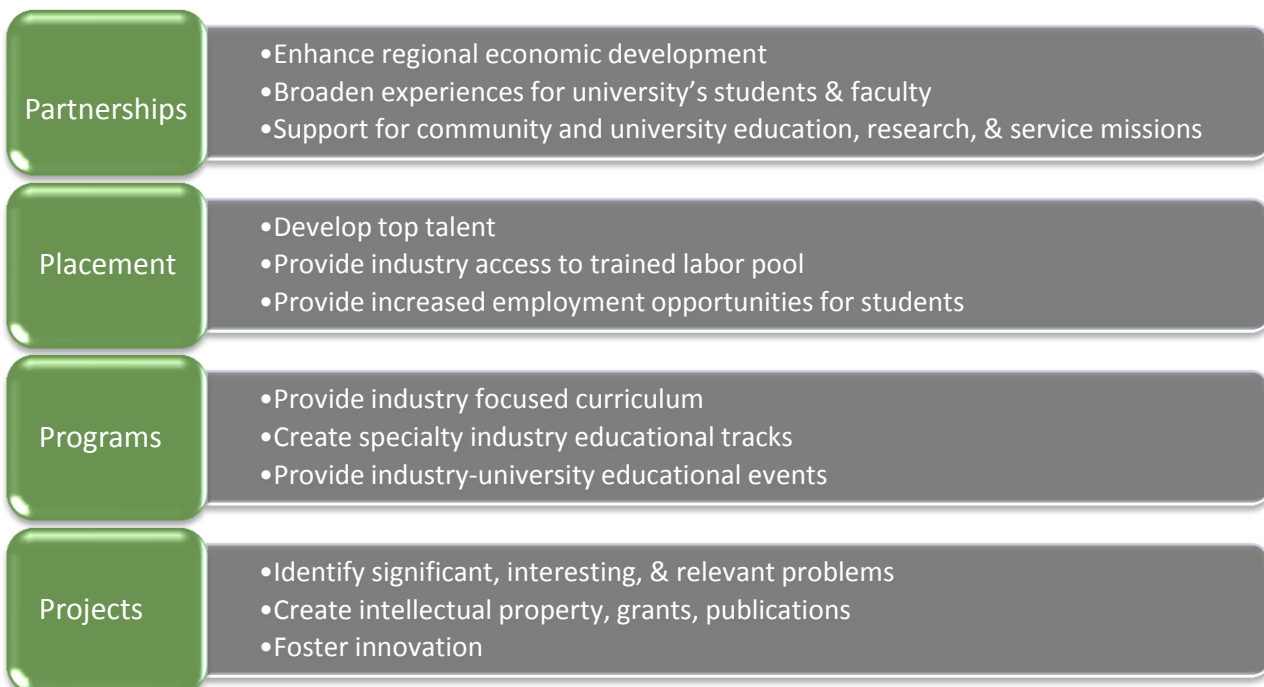 Partnerships
•Enhance regional economic development
•Broaden experiences for university’s students & faculty
•Support for community and university education, research, & service missions
Placement
•Develop top talent
•Provide industry access to trained labor pool
•Provide increased employment opportunities for students
Programs
•Provide industry focused curriculum
•Create specialty industry educational tracks
•Provide industry-university educational events
Projects
•Identify significant, interesting, & relevant problems
•Create intellectual property, grants, publications
•Foster innovation